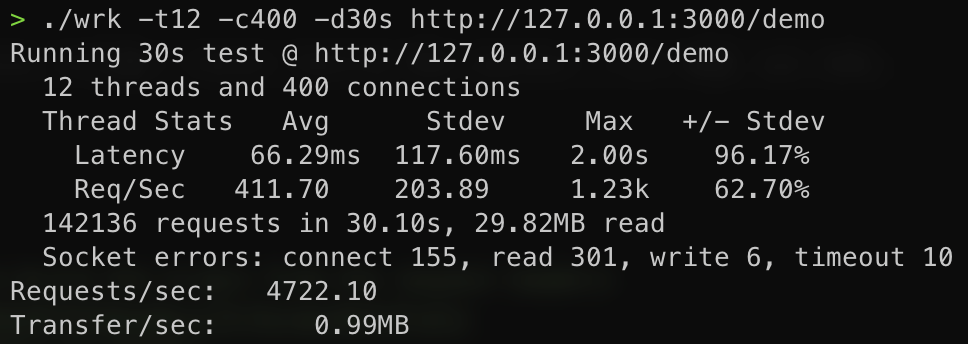 > ./wrk -t12 -c400 -d30s http://127.0.0.1:3000/demo
Running 30s test @ http://127.0.0.1:3000/demo
  12 threads and 400 connections
  Thread Stats   Avg      Stdev     Max   +/- Stdev
    Latency    66.29ms  117.60ms   2.00s    96.17%
    Req/Sec   411.70    203.89     1.23k    62.70%
  142136 requests in 30.10s, 29.82MB read
  Socket errors: connect 155, read 301, write 6, timeout 10
Requests/sec:   4722.10
Transfer/sec:      0.99MB